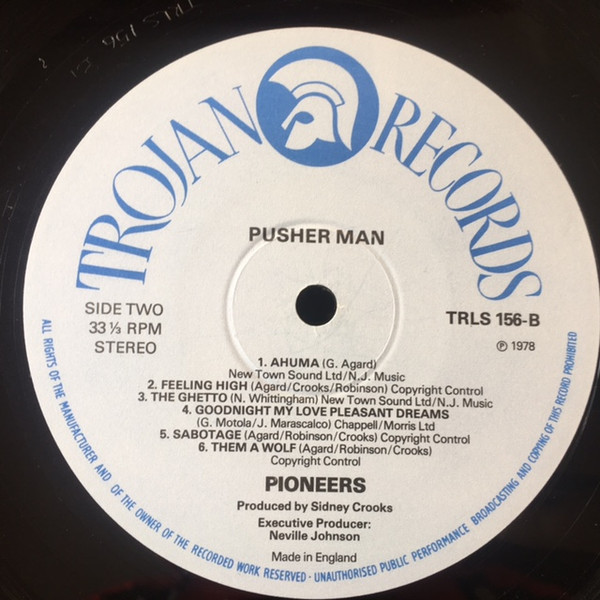 TRLS 156
TROJAN RECORDS
PUSHER MAN
SIDE TWO
33 ⅓ RPM
STEREO
TRLS 156-B
℗ 1978
1. AHUMA (G. Agard)
New Town Sound Ltd/N.J. Music
2. FEELING HIGH (Agard/Crooks/Robinson) Copyright Control
3. THE GHETTO (N. Whittingham) New Town Sound Ltd/N.J. Music
4. GOODNIGHT MY LOVE PLEASANT DREAMS
(G. Motola/J. Marascalco) Chappell/Morris Ltd
5. SABOTAGE (Agard/Robinson/Crooks) Copyright Control
6. THEM A WOLF (Agard/Robinson/Crooks)
Copyright Control
PIONEERS
Produced by Sidney Crooks
Executive Producer:
Neville Johnson
Made in England
ALL RIGHTS OF THE MANUFACTURER AND OF THE OWNER OF THE RECORDED WORK RESERVED · UNAUTHORISED PUBLIC PERFORMANCE BROADCASTING AND COPYING OF THIS RECORD PROHIBITED